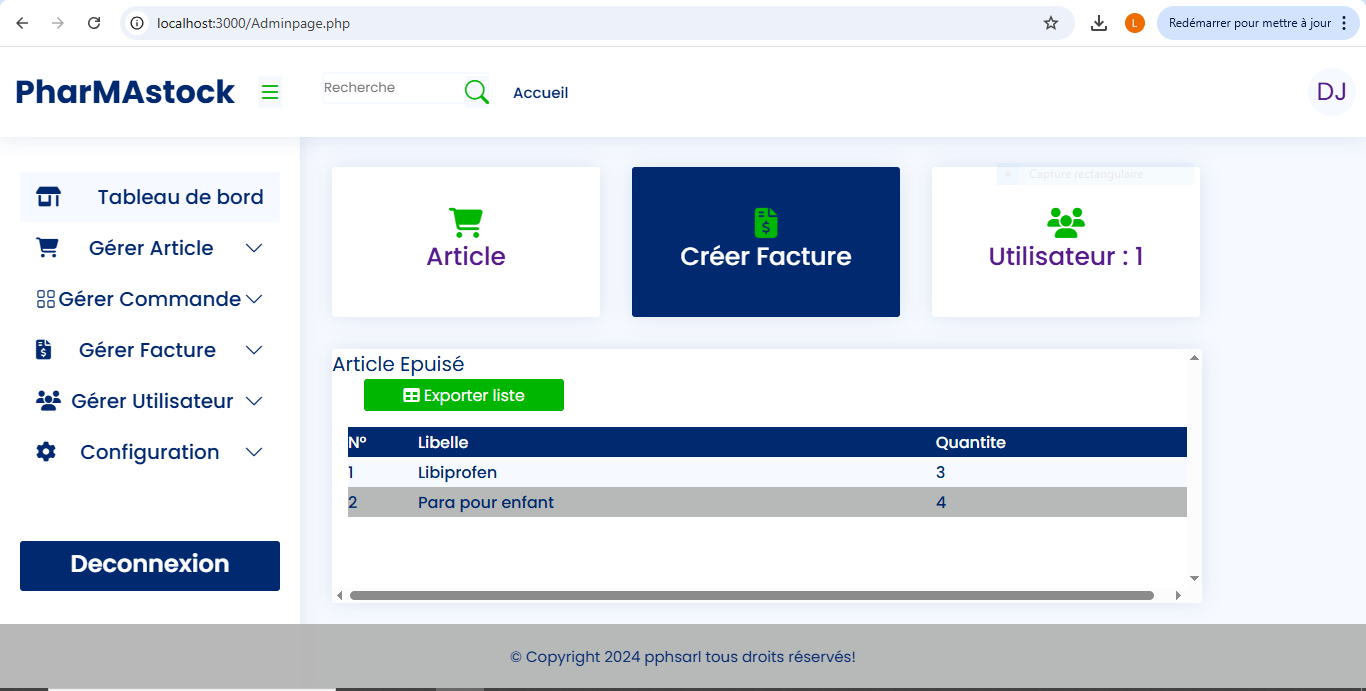 localhost:3000/Adminpage.php
L
Redémarrer pour mettre à jour
PharMAstock
Recherche
Accueil
DJ
Tableau de bord
Gérer Article
Gérer Commande
Gérer Facture
Gérer Utilisateur
Configuration
Deconnexion
Article
Créer Facture
Capture rectangulaire
Utilisateur : 1
Article Epuisé
Exporter liste
N° Libelle Quantite
1 Libiprofen 3
2 Para pour enfant 4
© Copyright 2024 pphsarl tous droits réservés!